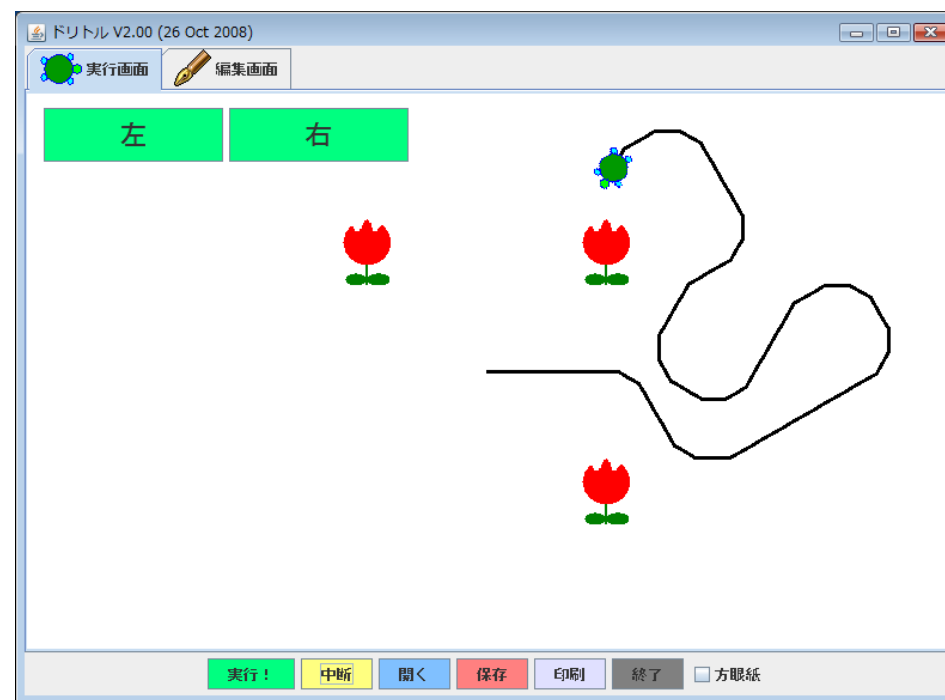 ドリトル V2.00 (26 Oct 2008)
実行画面 編集画面
左 右
実行！ 中断 開く 保存 印刷 終了 方眼紙